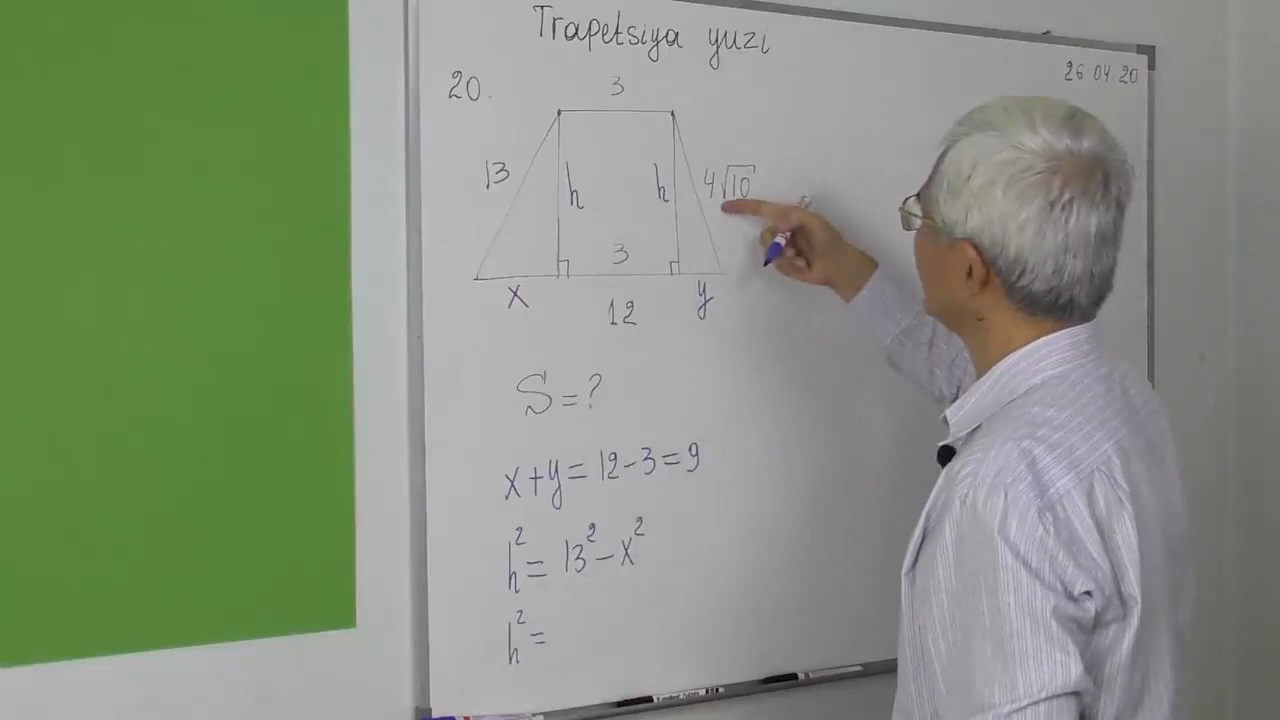 Trapetsiya yuzi
26 04 20
20.
3
13
h
h
4√10
3
x
y
12
S = ?
x + y = 12 - 3 = 9
h² = 13² - x²
h² =